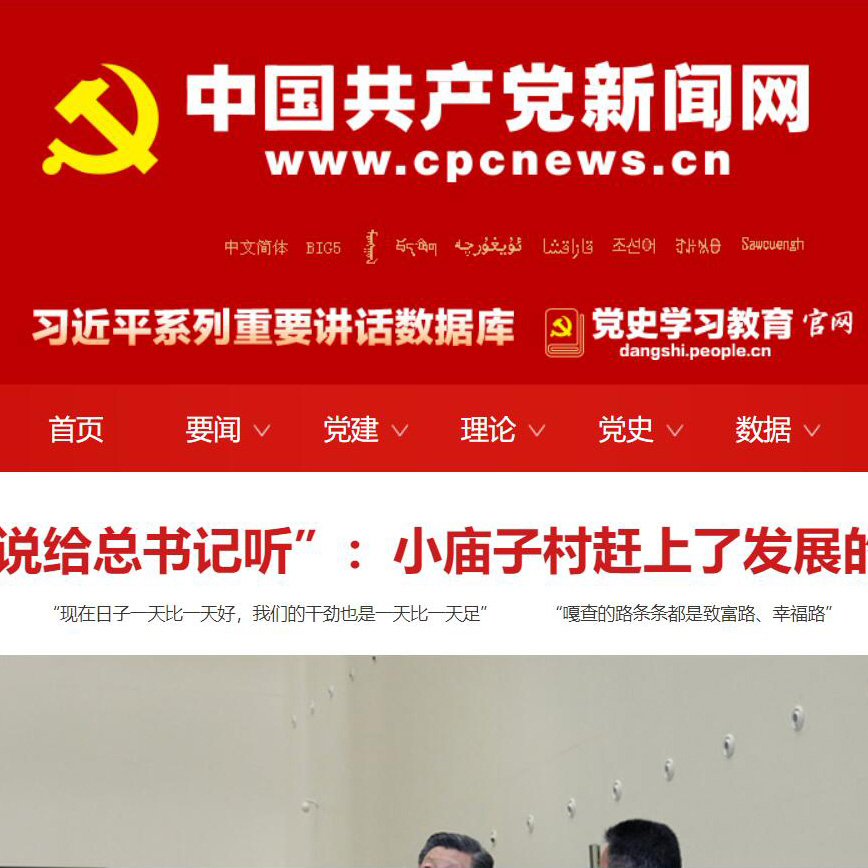 中国共产党新闻网
www.cpcnews.cn
中文简体 BIG5 བོད་ཡིག ئۇيغۇرچە قازاقشا 조선어 Sawcuengh
习近平系列重要讲话数据库 党史学习教育 官网
dangshi.people.cn
首页 要闻 党建 理论 党史 数据
说给总书记听”：小庙子村赶上了发展的
“现在日子一天比一天好，我们的干劲也是一天比一天足” “嘎查的路条条都是致富路、幸福路”